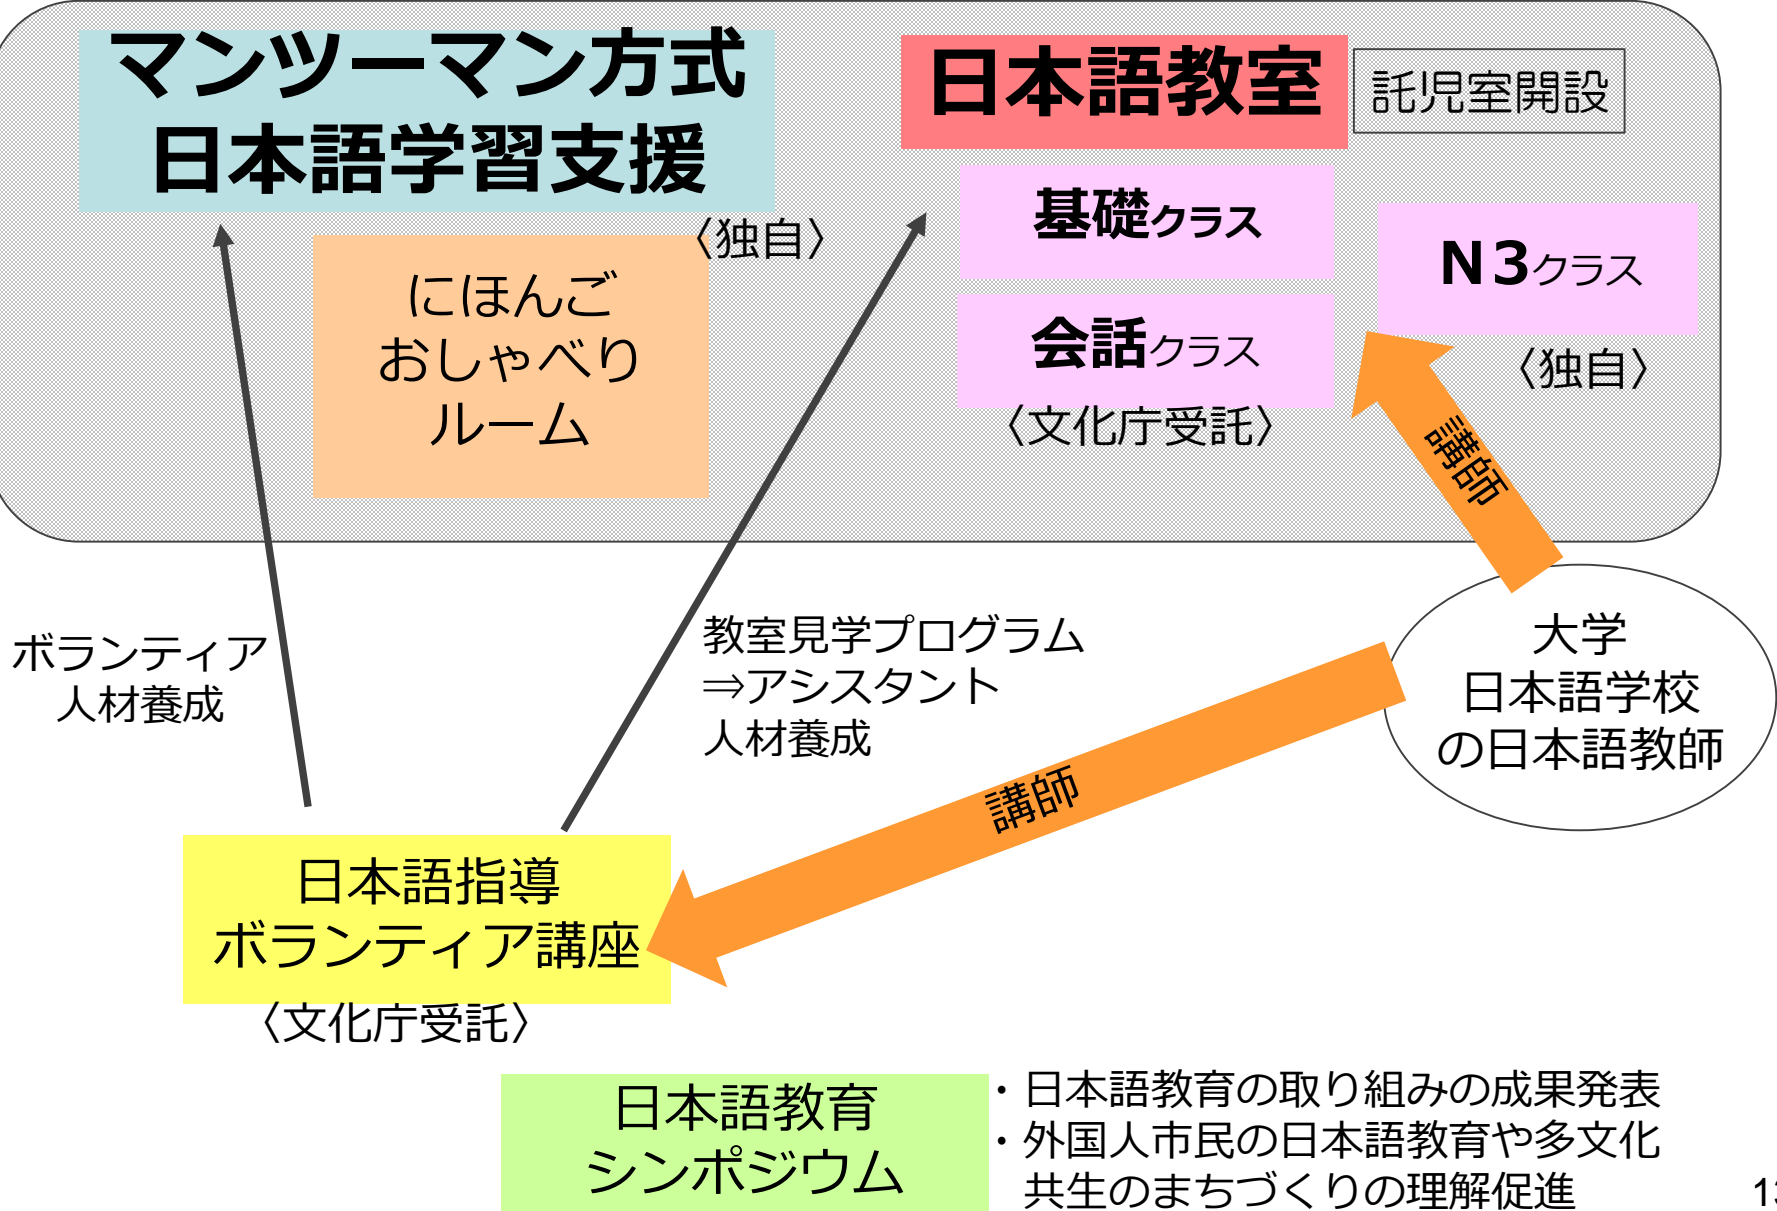 マンツーマン方式
日本語学習支援
〈独自〉
にほんご
おしゃべり
ルーム
日本語教室
託児室開設
基礎クラス
会話クラス
〈文化庁受託〉
N3クラス
〈独自〉
講師
ボランティア
人材養成
教室見学プログラム
⇒アシスタント
人材養成
大学
日本語学校
の日本語教師
講師
日本語指導
ボランティア講座
〈文化庁受託〉
日本語教育
シンポジウム
・日本語教育の取り組みの成果発表
・外国人市民の日本語教育や多文化
共生のまちづくりの理解促進
13